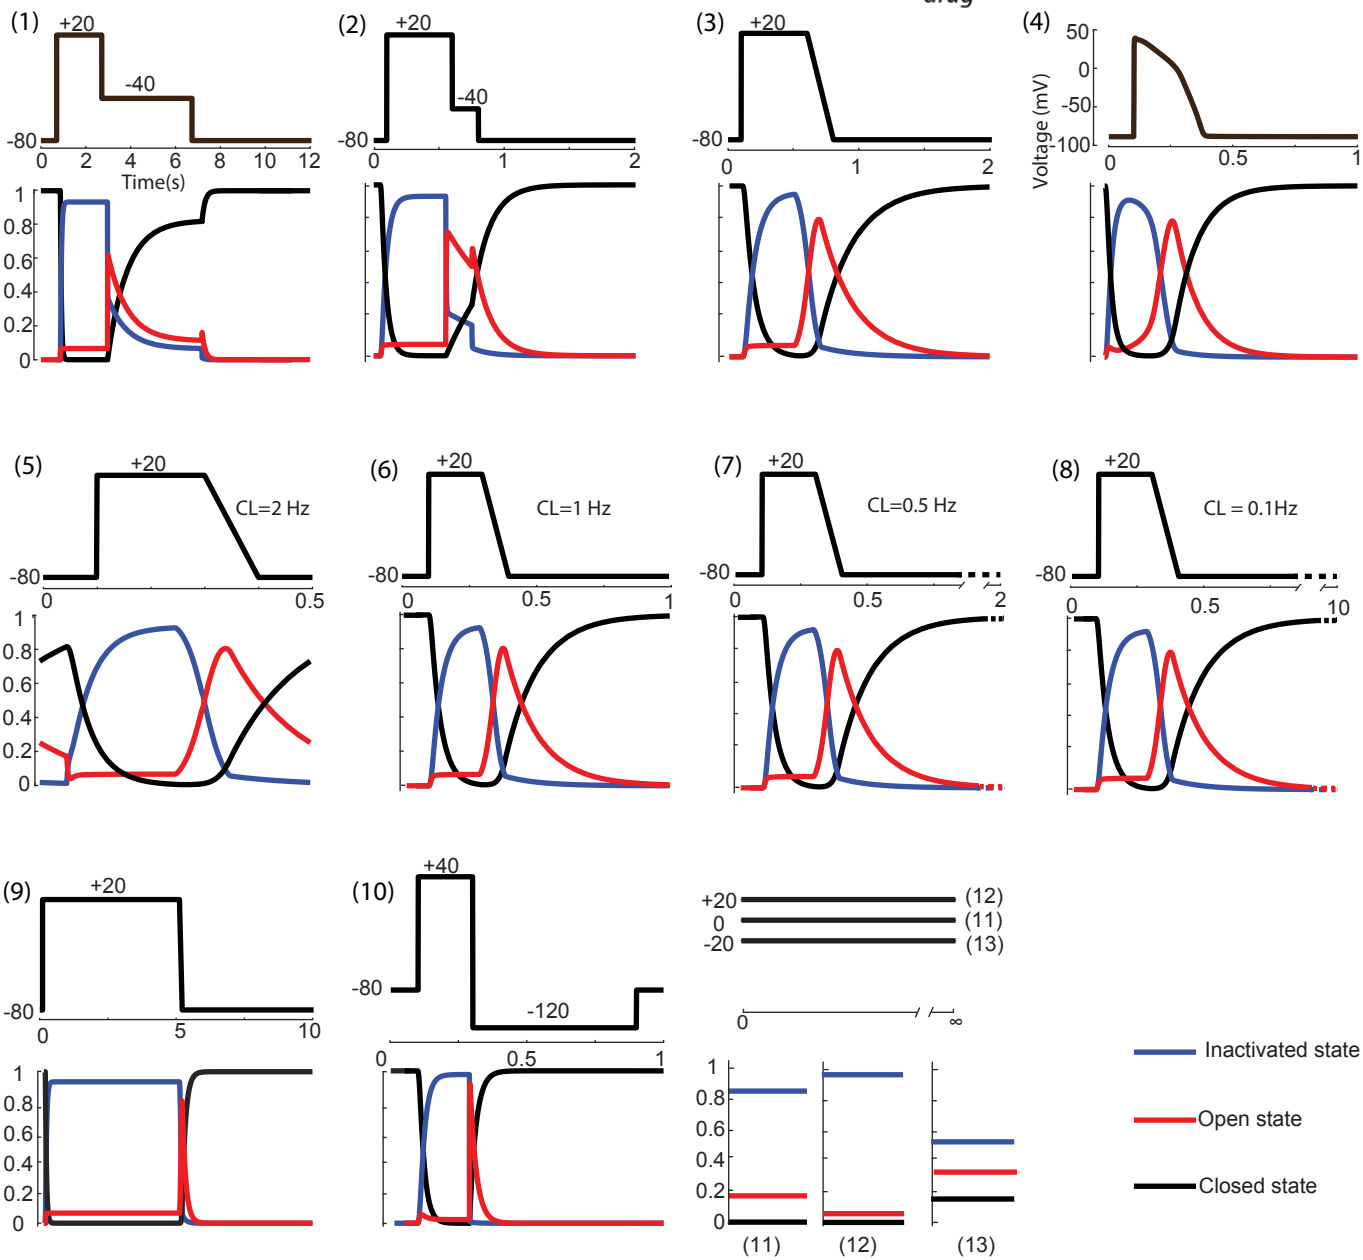 drug
(1) +20 -40 -80
0 2 4 6 8 10 12
Time(s)
1 0.8 0.6 0.4 0.2 0
(2) +20 -40 -80
0 1 2
(3) +20 -80
0 1 2
(4) 50 0 -50 -100
Voltage (mV)
0 0.5 1
(5) +20 CL=2 Hz -80
0 0.5
1 0.8 0.6 0.4 0.2 0
(6) +20 CL=1 Hz -80
0 0.5 1
(7) +20 CL=0.5 Hz -80
0 0.5 2
(8) +20 CL = 0.1Hz -80
0 0.5 10
(9) +20 -80
0 5 10
1 0.8 0.6 0.4 0.2 0
(10) +40 -80 -120
0 0.5 1
+20 (12)
0 (11)
-20 (13)
0 ∞
1 0.8 0.6 0.4 0.2 0
(11) (12) (13)
Inactivated state
Open state
Closed state